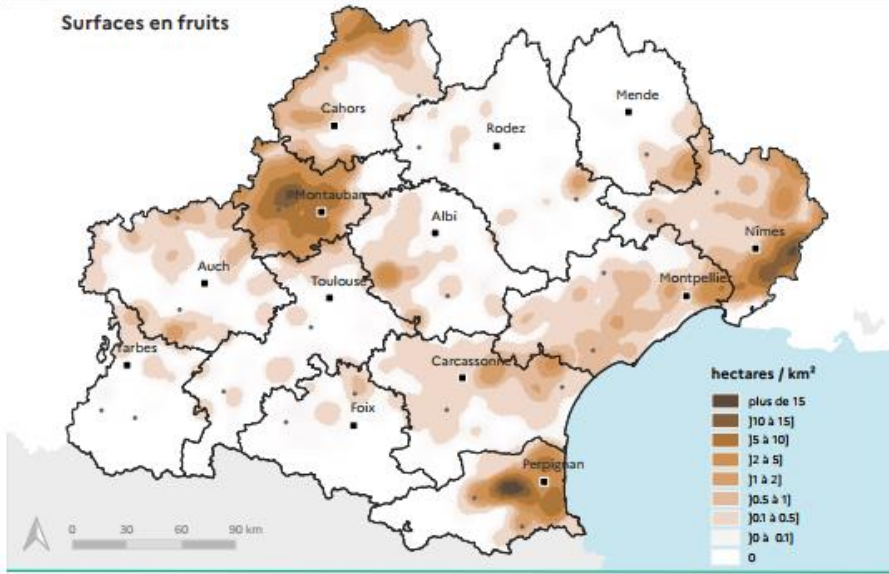 Surfaces en fruits
Mende
Cahors
Rodez
Montauban
Albi
Nîmes
Auch
Toulouse
Montpellier
Tarbes
Carcassonne
Foix
Perpignan
hectares / km²
plus de 15
]10 à 15]
]5 à 10]
]2 à 5]
]1 à 2]
]0.5 à 1]
]0.1 à 0.5]
]0 à 0.1]
0
0 30 60 90 km